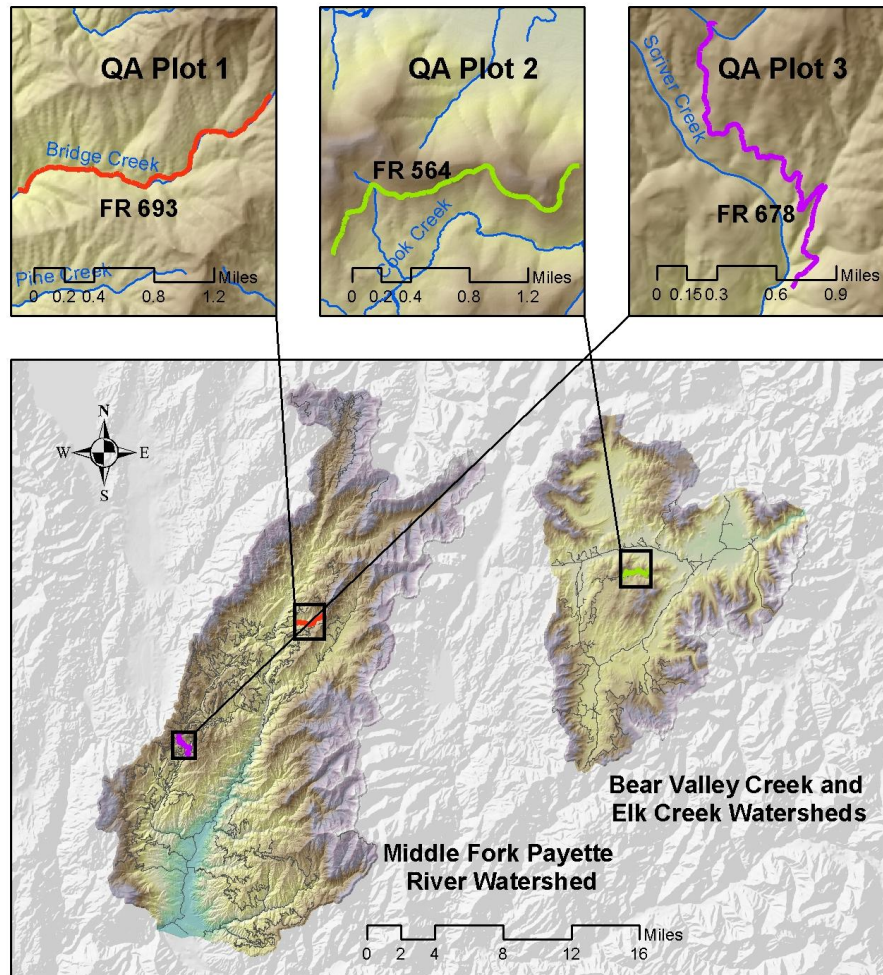 QA Plot 1
Bridge Creek
FR 693
Pine Creek
Miles
0 0.2 0.4 0.8 1.2
QA Plot 2
FR 564
Cook Creek
Miles
0 0.2 0.4 0.8 1.2
QA Plot 3
Scriver Creek
FR 678
Miles
0 0.15 0.3 0.6 0.9
N
W E
S
Bear Valley Creek and
Elk Creek Watersheds
Middle Fork Payette
River Watershed
Miles
0 2 4 8 12 16